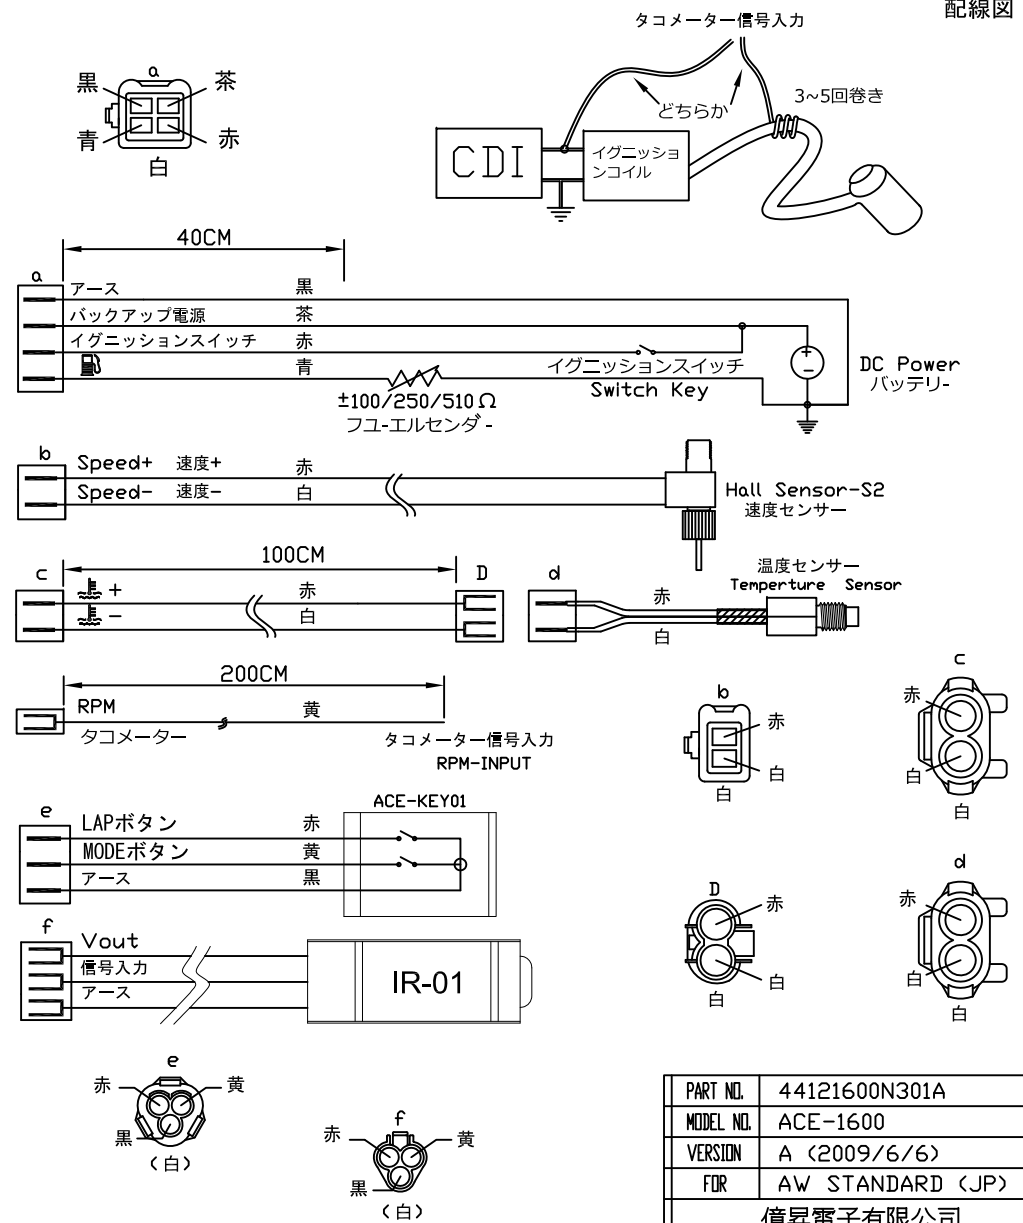 配線図
タコメーター信号入力
a
黒
茶
青
赤
白
どちらか
3~5回巻き
CDI
イグニッショ
ンコイル
40CM
a
アース
黒
バックアップ電源
茶
イグニッションスイッチ
赤
青
イグニッションスイッチ
Switch Key
±100/250/510Ω
フユ-エルセンダ-
+
-
DC Power
バッテリ-
b
Speed+ 速度+
赤
Speed- 速度-
白
Hall Sensor-S2
速度センサー
100CM
c
+
赤
-
白
D
d
赤
白
温度センサー
Temperture Sensor
200CM
RPM
黄
タコメーター
タコメーター信号入力
RPM-INPUT
b
赤
白
白
c
赤
白
白
e
LAPボタン
赤
MODEボタン
黄
アース
黒
ACE-KEY01
D
赤
白
白
d
赤
白
白
f
Vout
信号入力
アース
IR-01
e
赤
黄
黒
(白)
f
赤
黄
黒
(白)
PART NO. 44121600N301A
MODEL NO. ACE-1600
VERSION A (2009/6/6)
FOR AW STANDARD (JP)
億昇電子有限公司